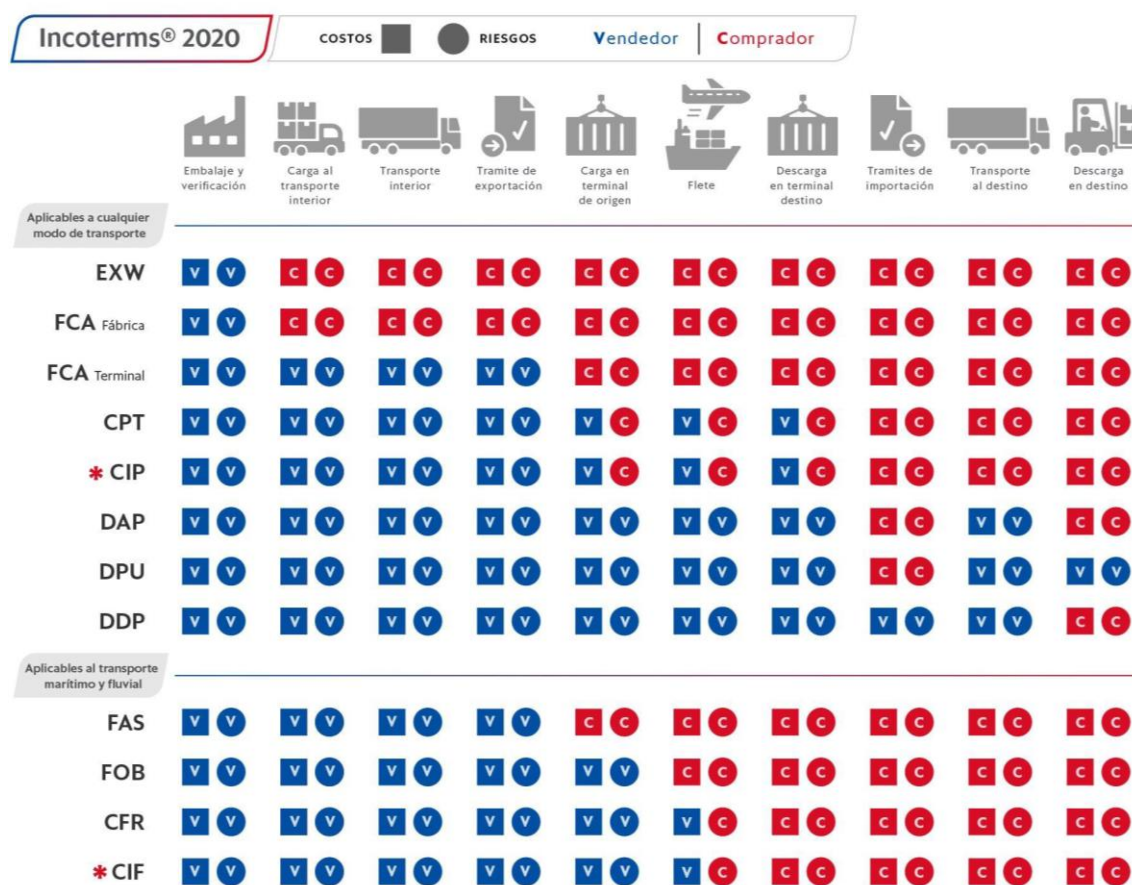 Incoterms® 2020
COSTOS RIESGOS Vendedor | Comprador
Embalaje y
verificación
Carga al
transporte
interior
Transporte
interior
Tramite de
exportación
Carga en
terminal
de origen
Flete
Descarga
en terminal
destino
Tramites de
importación
Transporte
al destino
Descarga
en destino
Aplicables a cualquier
modo de transporte
EXW V V C C C C C C C C C C C C C C C C C C
FCA Fábrica V V C C C C C C C C C C C C C C C C C C
FCA Terminal V V V V V V V V C C C C C C C C C C C C
CPT V V V V V V V V V C V C V C C C C C C C
* CIP V V V V V V V V V C V C V C C C C C C C
DAP V V V V V V V V V V V V V V C C V V C C
DPU V V V V V V V V V V V V V V C C V V V V
DDP V V V V V V V V V V V V V V V V V V C C
Aplicables al transporte
marítimo y fluvial
FAS V V V V V V V V C C C C C C C C C C C C
FOB V V V V V V V V V V C C C C C C C C C C
CFR V V V V V V V V V V V C C C C C C C C C
* CIF V V V V V V V V V V V C C C C C C C C C